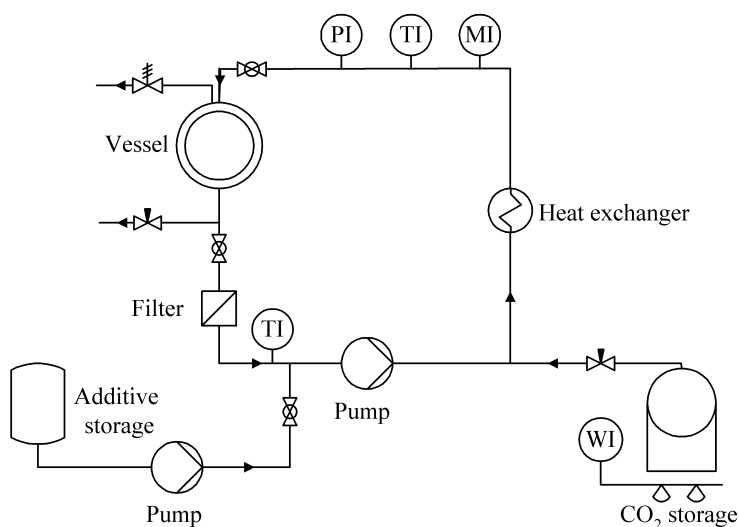 PI
TI
MI
Vessel
Heat exchanger
Filter
TI
Additive
storage
Pump
WI
Pump
CO₂ storage